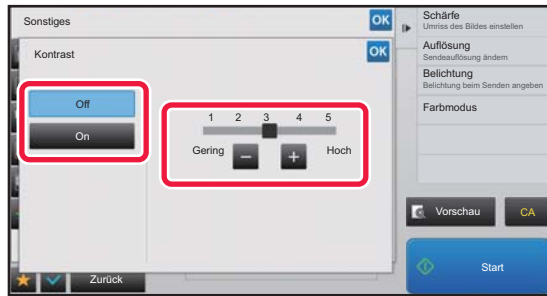 Sonstiges
OK
Kontrast
OK
Off
On
1 2 3 4 5
Gering
Hoch
Zurück
Schärfe
Umriss des Bildes einstellen
Auflösung
Sendeauflösung ändern
Belichtung
Belichtung beim Senden angeben
Farbmodus
Vorschau
CA
Start